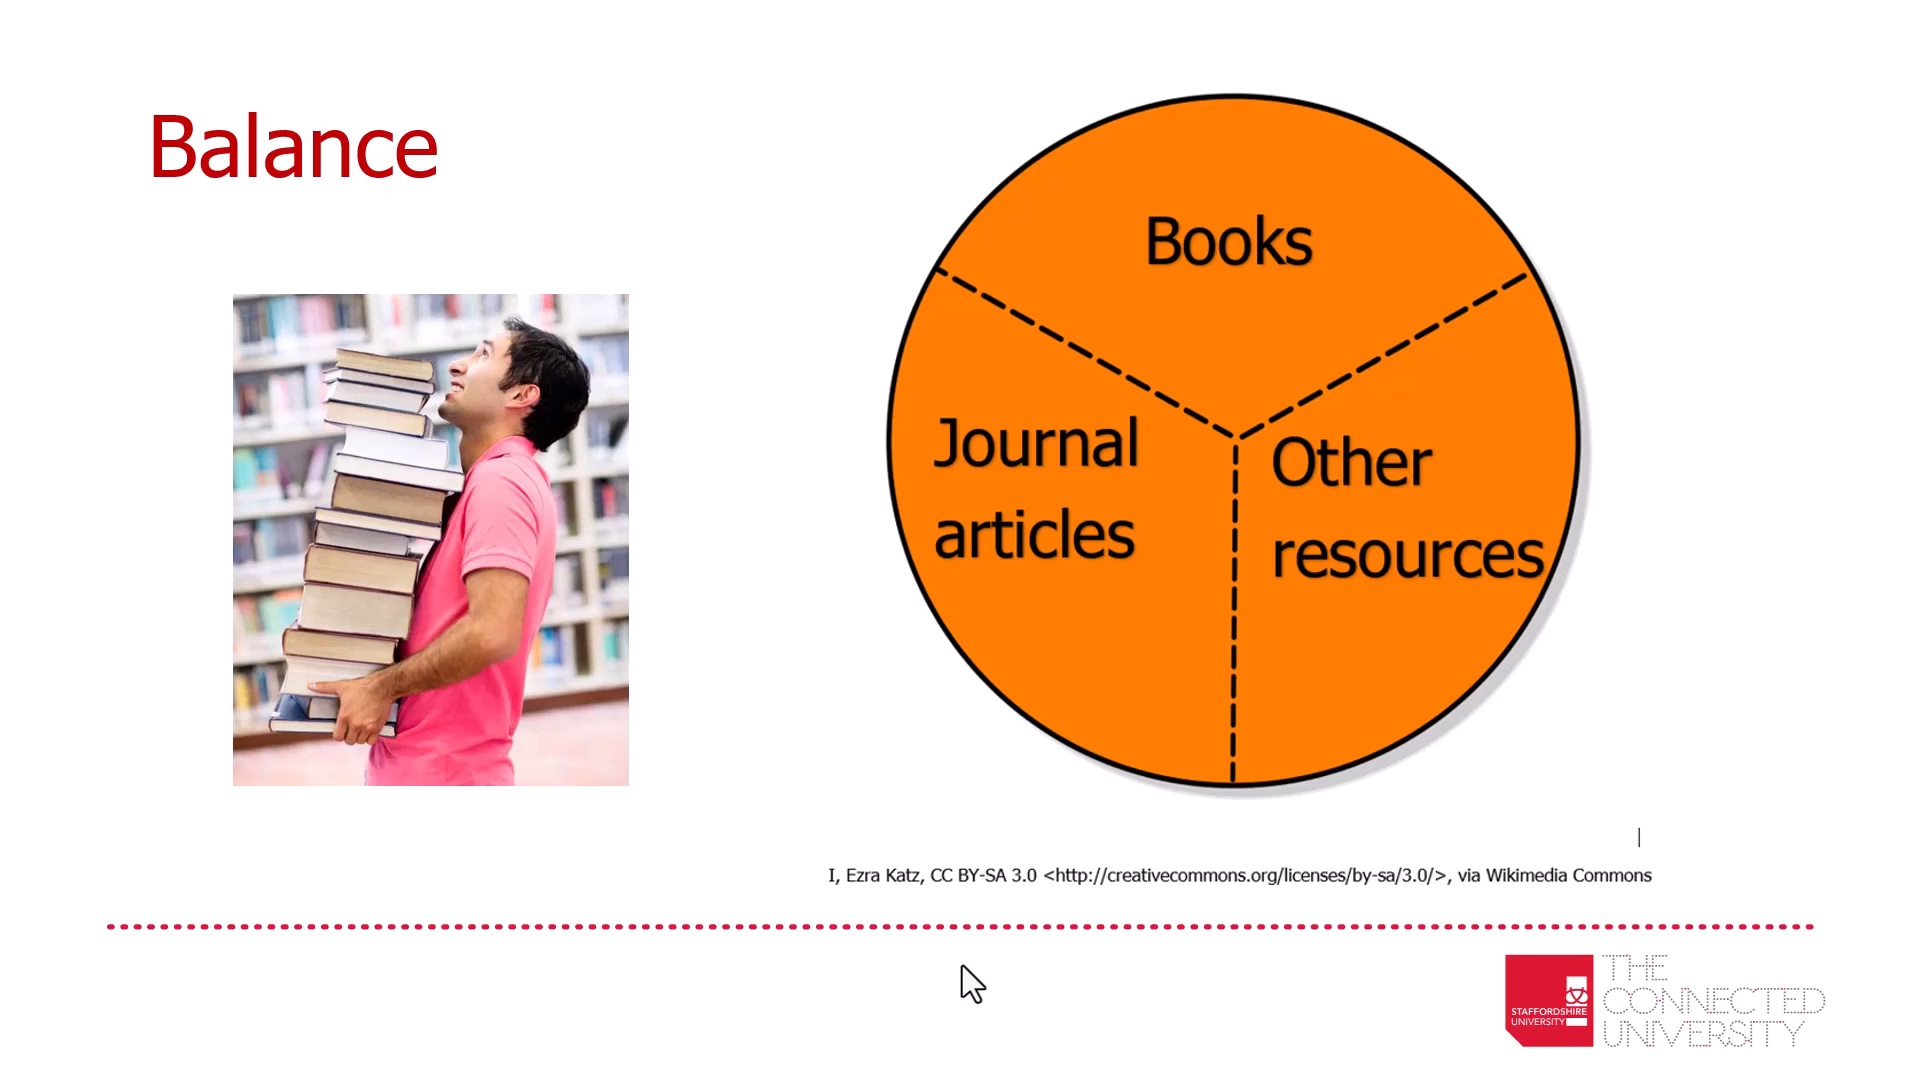 Balance
Books
Journal
articles
Other
resources
I, Ezra Katz, CC BY-SA 3.0 <http://creativecommons.org/licenses/by-sa/3.0/>, via Wikimedia Commons
STAFFORDSHIRE
UNIVERSITY
THE
CONNECTED
UNIVERSITY